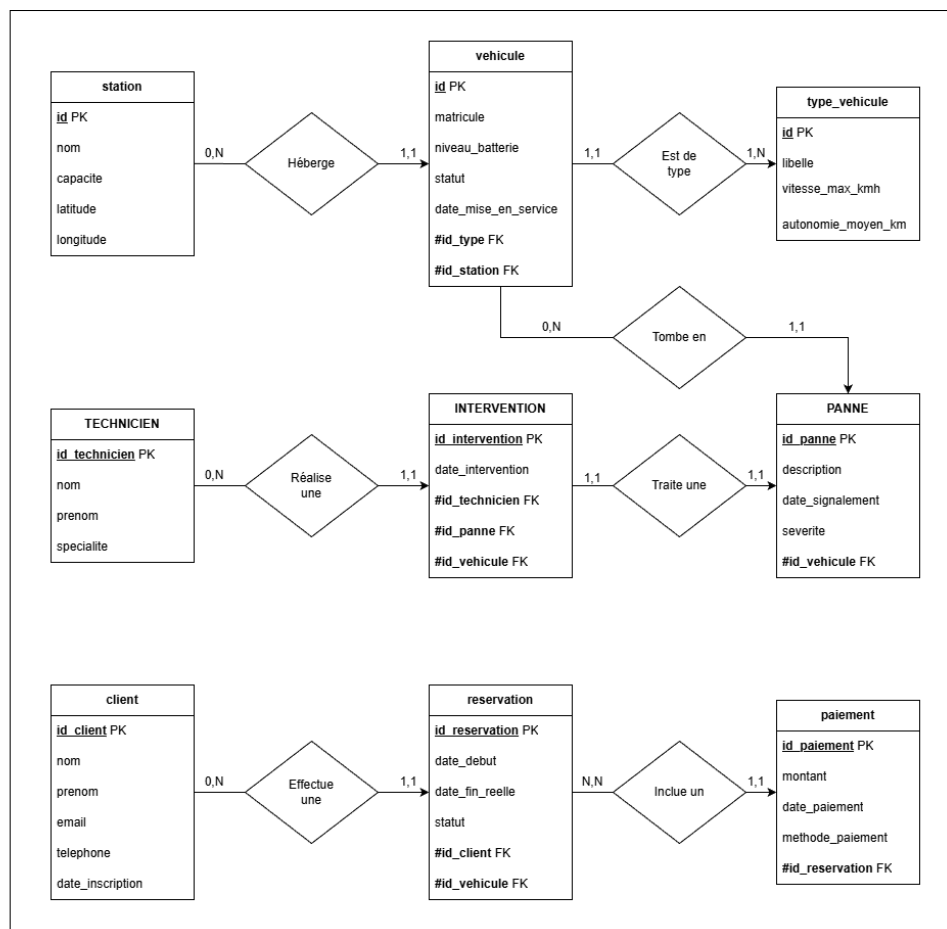 station
id PK
nom
capacite
latitude
longitude
0,N
Héberge
1,1
vehicule
id PK
matricule
niveau_batterie
statut
date_mise_en_service
#id_type FK
#id_station FK
1,1
Est de
type
1,N
type_vehicule
id PK
libelle
vitesse_max_kmh
autonomie_moyen_km
0,N
Tombe en
1,1
TECHNICIEN
id_technicien PK
nom
prenom
specialite
0,N
Réalise
une
1,1
INTERVENTION
id_intervention PK
date_intervention
#id_technicien FK
#id_panne FK
#id_vehicule FK
1,1
Traite une
1,1
PANNE
id_panne PK
description
date_signalement
severite
#id_vehicule FK
client
id_client PK
nom
prenom
email
telephone
date_inscription
0,N
Effectue
une
1,1
reservation
id_reservation PK
date_debut
date_fin_reelle
statut
#id_client FK
#id_vehicule FK
N,N
Inclue un
1,1
paiement
id_paiement PK
montant
date_paiement
methode_paiement
#id_reservation FK